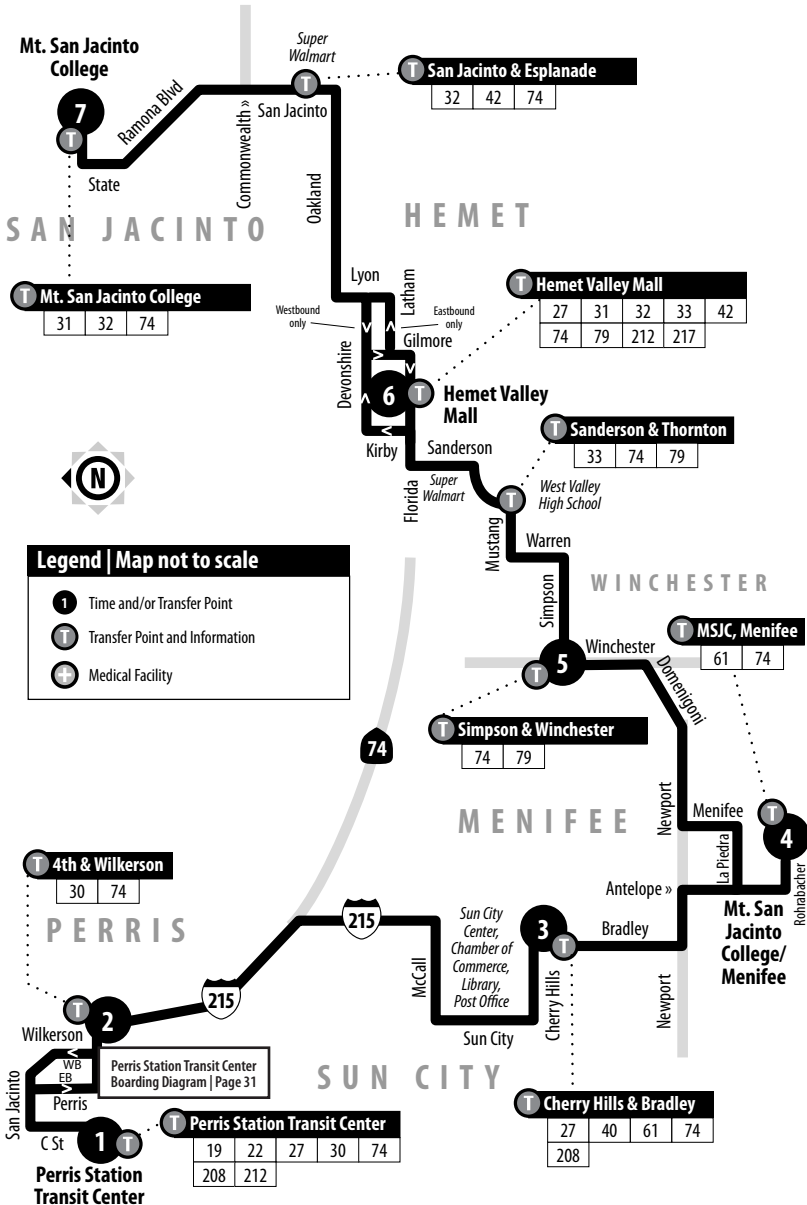 Mt. San Jacinto
College
7
T
Ramona Blvd
State
Commonwealth »
Super
Walmart
T
San Jacinto
T San Jacinto & Esplanade
32 42 74
Oakland
SAN JACINTO
HEMET
T Mt. San Jacinto College
31 32 74
Lyon
Latham
Westbound
only
Eastbound
only
Gilmore
Devonshire
6
T
Hemet Valley
Mall
Kirby
T Hemet Valley Mall
27 31 32 33 42
74 79 212 217
T Sanderson & Thornton
33 74 79
Sanderson
Florida
Super
Walmart
T
West Valley
High School
Mustang
Warren
Simpson
N
Legend | Map not to scale
1 Time and/or Transfer Point
T Transfer Point and Information
+ Medical Facility
WINCHESTER
T MSJC, Menifee
61 74
5
T
Winchester
Domenigoni
T Simpson & Winchester
74 79
74
MENIFEE
Newport
Menifee
La Piedra
T
4
Rohrabacher
Antelope »
Mt. San
Jacinto
College/
Menifee
T 4th & Wilkerson
30 74
PERRIS
215
215
McCall
Sun City
Center,
Chamber of
Commerce,
Library,
Post Office
3
T
Cherry Hills
Bradley
Newport
Sun City
T
2
Wilkerson
WB
EB
Perris
San Jacinto
C St
1
T
Perris Station
Transit Center
Perris Station Transit Center
Boarding Diagram | Page 31
SUN CITY
T Perris Station Transit Center
19 22 27 30 74
208 212
T Cherry Hills & Bradley
27 40 61 74
208